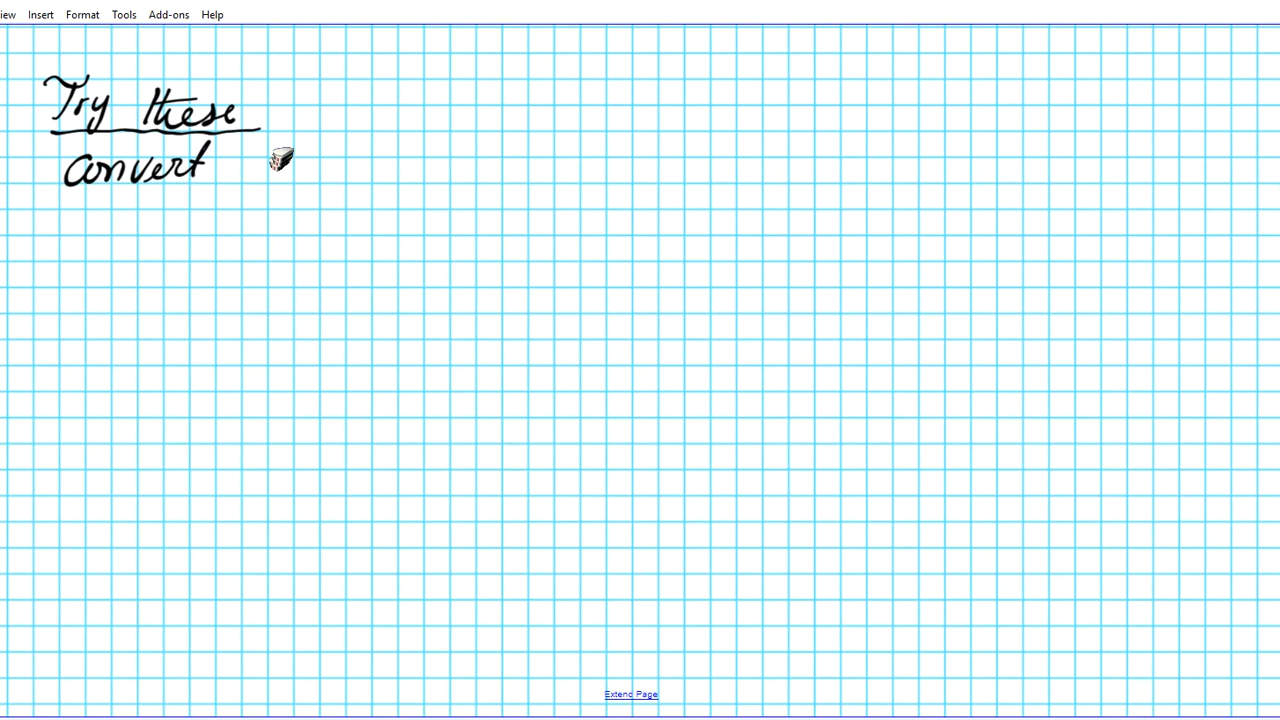 iew Insert Format Tools Add-ons Help
Try these
convert
Extend Page